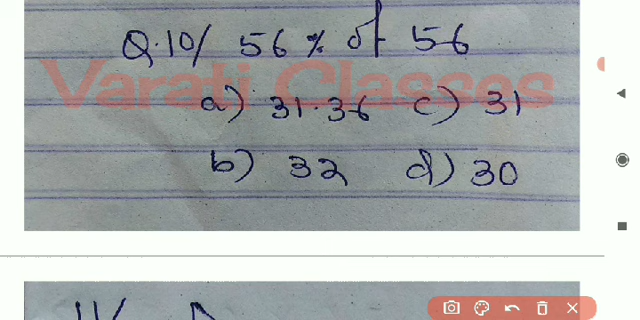 Q.10/ 56% of 56
Varati Classes
a) 31.36 c) 31
b) 32 d) 30